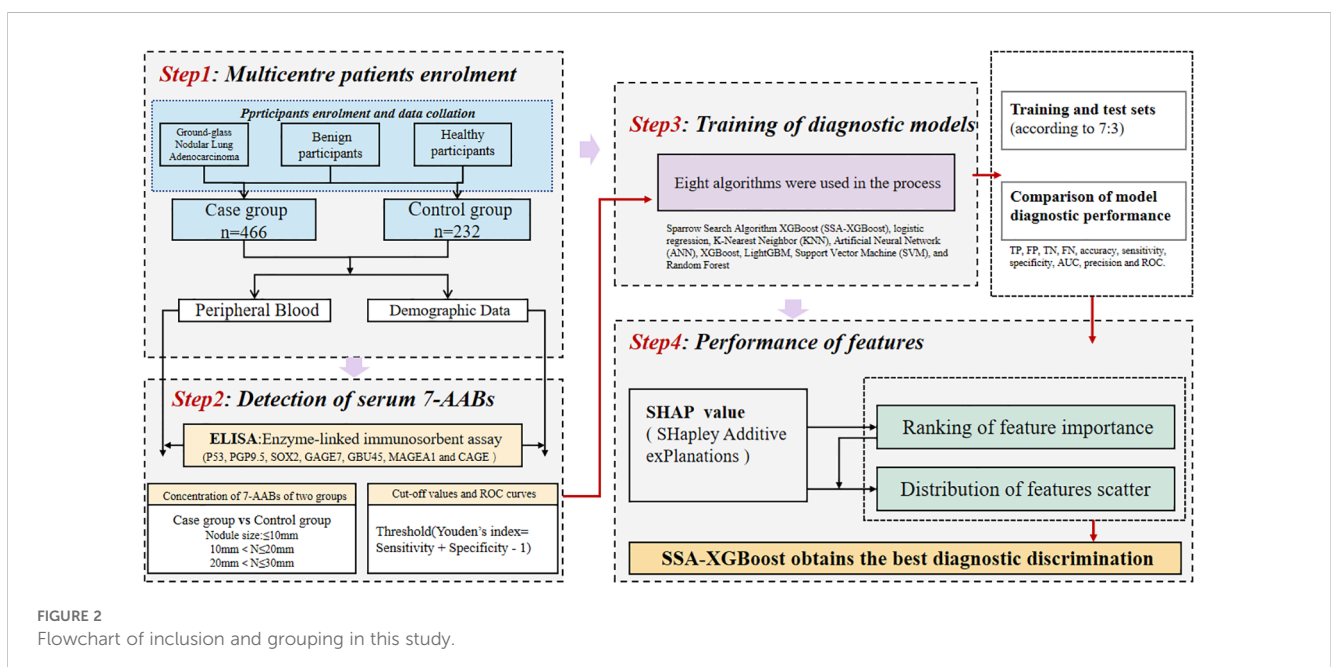 Step1: Multicentre patients enrolment
Pprticipants enrolment and data collation
Ground-glass
Nodular Lung
Adenocarcinoma
Benign
participants
Healthy
participants
Case group
n=466
Control group
n=232
Peripheral Blood
Demographic Data
Step2: Detection of serum 7-AABs
ELISA:Enzyme-linked immunosorbent assay
(P53, PGP9.5, SOX2, GAGE7, GBU45, MAGEA1 and CAGE )
Concentration of 7-AABs of two groups
Case group vs Control group
Nodule size:≤10mm
10mm < N≤20mm
20mm < N≤30mm
Cut-off values and ROC curves
Threshold(Youden's index=
Sensitivity + Specificity - 1)
Step3: Training of diagnostic models
Eight algorithms were used in the process
Sparrow Search Algorithm XGBoost (SSA-XGBoost), logistic
regression, K-Nearest Neighbor (KNN), Artificial Neural Network
(ANN), XGBoost, LightGBM, Support Vector Machine (SVM), and
Random Forest
Training and test sets
(according to 7:3)
Comparison of model
diagnostic performance
TP, FP, TN, FN, accuracy, sensitivity,
specificity, AUC, precision and ROC.
Step4: Performance of features
SHAP value
( SHapley Additive
exPlanations )
Ranking of feature importance
Distribution of features scatter
SSA-XGBoost obtains the best diagnostic discrimination
FIGURE 2
Flowchart of inclusion and grouping in this study.